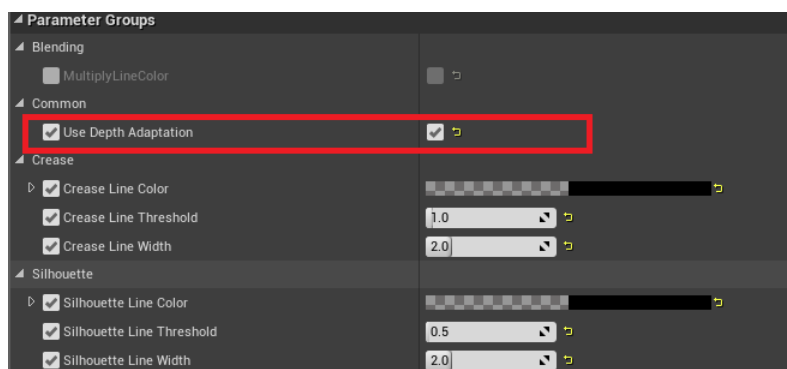 Parameter Groups
Blending
MultiplyLineColor
Common
Use Depth Adaptation
Crease
Crease Line Color
Crease Line Threshold 1.0
Crease Line Width 2.0
Silhouette
Silhouette Line Color
Silhouette Line Threshold 0.5
Silhouette Line Width 2.0